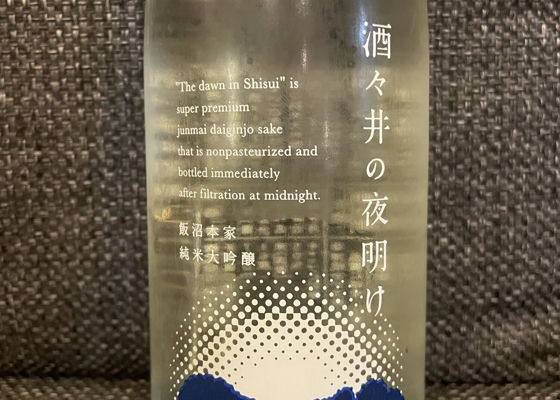 酒々井の夜明け
"The dawn in Shisui" is
super premium
junmai daiginjo sake
that is nonpasteurized and
bottled immediately
after filtration at midnight.
飯沼本家
純米大吟醸